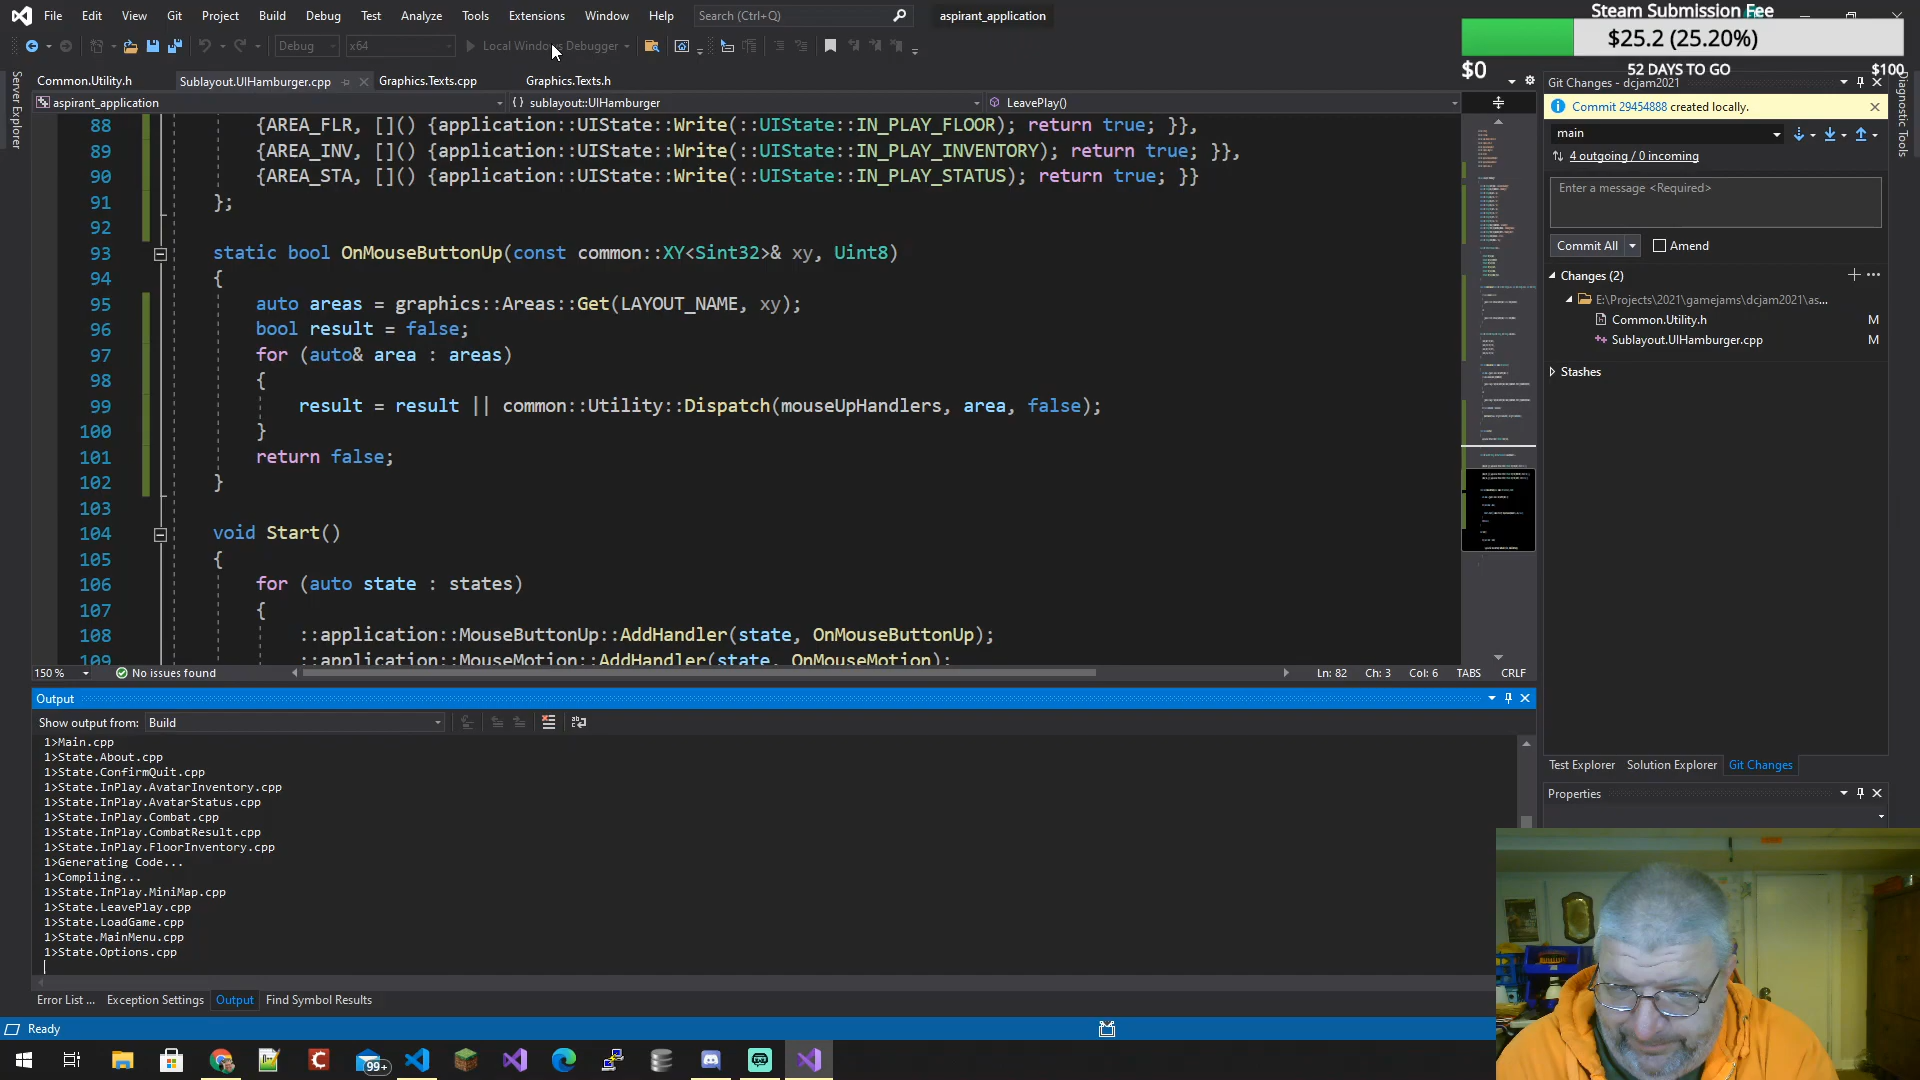 File Edit View Git Project Build Debug Test Analyze Tools Extensions Window Help Search (Ctrl+Q) aspirant_application
Steam Submission Fee
$25.2 (25.20%)
$0 52 DAYS TO GO $100
Debug x64 Local Windows Debugger
Server Explorer
Diagnostic Tools
Common.Utility.h Sublayout.UIHamburger.cpp Graphics.Texts.cpp Graphics.Texts.h
aspirant_application {} sublayout::UIHamburger LeavePlay()
88 {AREA_FLR, []() {application::UIState::Write(::UIState::IN_PLAY_FLOOR); return true; }},
89 {AREA_INV, []() {application::UIState::Write(::UIState::IN_PLAY_INVENTORY); return true; }},
90 {AREA_STA, []() {application::UIState::Write(::UIState::IN_PLAY_STATUS); return true; }}
91 };
92
93 static bool OnMouseButtonUp(const common::XY<Sint32>& xy, Uint8)
94 {
95 auto areas = graphics::Areas::Get(LAYOUT_NAME, xy);
96 bool result = false;
97 for (auto& area : areas)
98 {
99 result = result || common::Utility::Dispatch(mouseUpHandlers, area, false);
100 }
101 return false;
102 }
103
104 void Start()
105 {
106 for (auto state : states)
107 {
108 ::application::MouseButtonUp::AddHandler(state, OnMouseButtonUp);
109 ::application::MouseMotion::AddHandler(state, OnMouseMotion);
150 % No issues found Ln: 82 Ch: 3 Col: 6 TABS CRLF
Output
Show output from: Build
1>Main.cpp
1>State.About.cpp
1>State.ConfirmQuit.cpp
1>State.InPlay.AvatarInventory.cpp
1>State.InPlay.AvatarStatus.cpp
1>State.InPlay.Combat.cpp
1>State.InPlay.CombatResult.cpp
1>State.InPlay.FloorInventory.cpp
1>Generating Code...
1>Compiling...
1>State.InPlay.MiniMap.cpp
1>State.LeavePlay.cpp
1>State.LoadGame.cpp
1>State.MainMenu.cpp
1>State.Options.cpp
Error List ... Exception Settings Output Find Symbol Results
Ready
Git Changes - dcjam2021
Commit 29454888 created locally.
main
4 outgoing / 0 incoming
Enter a message <Required>
Commit All Amend
Changes (2)
E:\Projects\2021\gamejams\dcjam2021\as...
Common.Utility.h M
Sublayout.UIHamburger.cpp M
Stashes
Test Explorer Solution Explorer Git Changes
Properties
99+